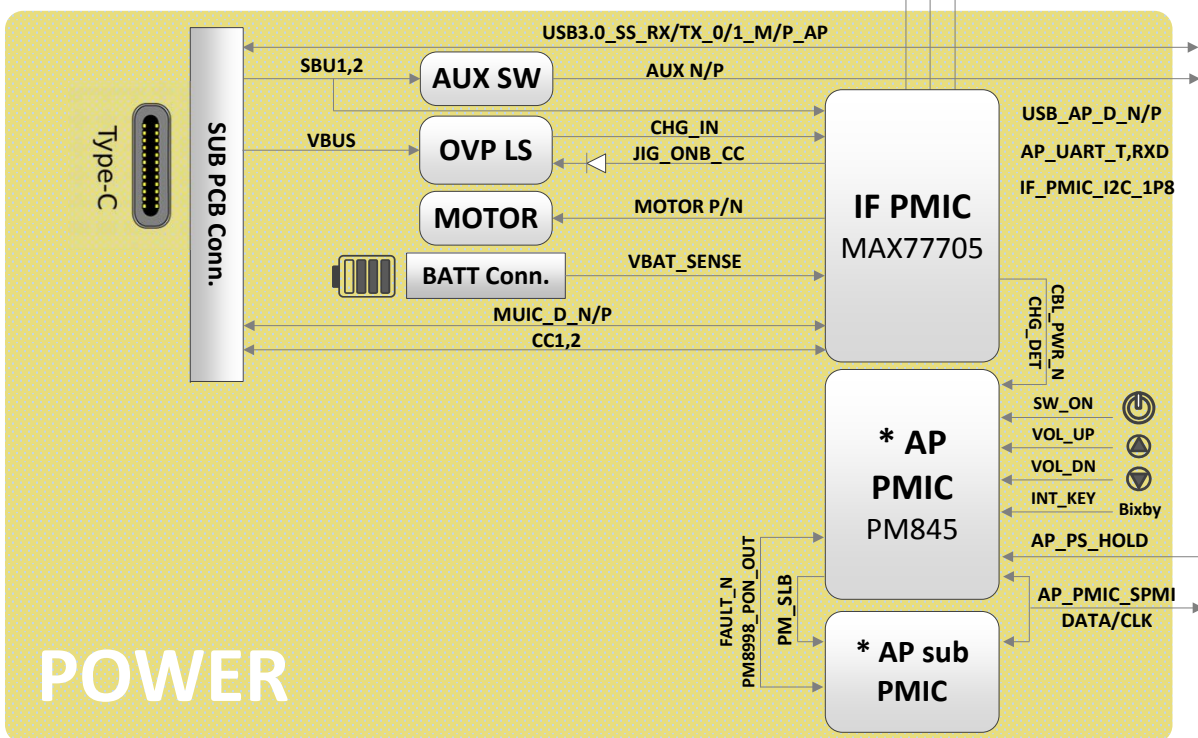 USB3.0_SS_RX/TX_0/1_M/P_AP
SBU1,2
AUX SW
AUX N/P
Type-C
SUB PCB Conn.
VBUS
OVP LS
CHG_IN
JIG_ONB_CC
USB_AP_D_N/P
AP_UART_T,RXD
IF_PMIC_I2C_1P8
MOTOR
MOTOR P/N
IF PMIC
MAX77705
BATT Conn.
VBAT_SENSE
MUIC_D_N/P
CC1,2
CBL_PWR_N
CHG_DET
* AP
PMIC
PM845
SW_ON
VOL_UP
VOL_DN
INT_KEY
Bixby
AP_PS_HOLD
FAULT_N
PM8998_PON_OUT
PM_SLB
AP_PMIC_SPMI
DATA/CLK
* AP sub
PMIC
POWER